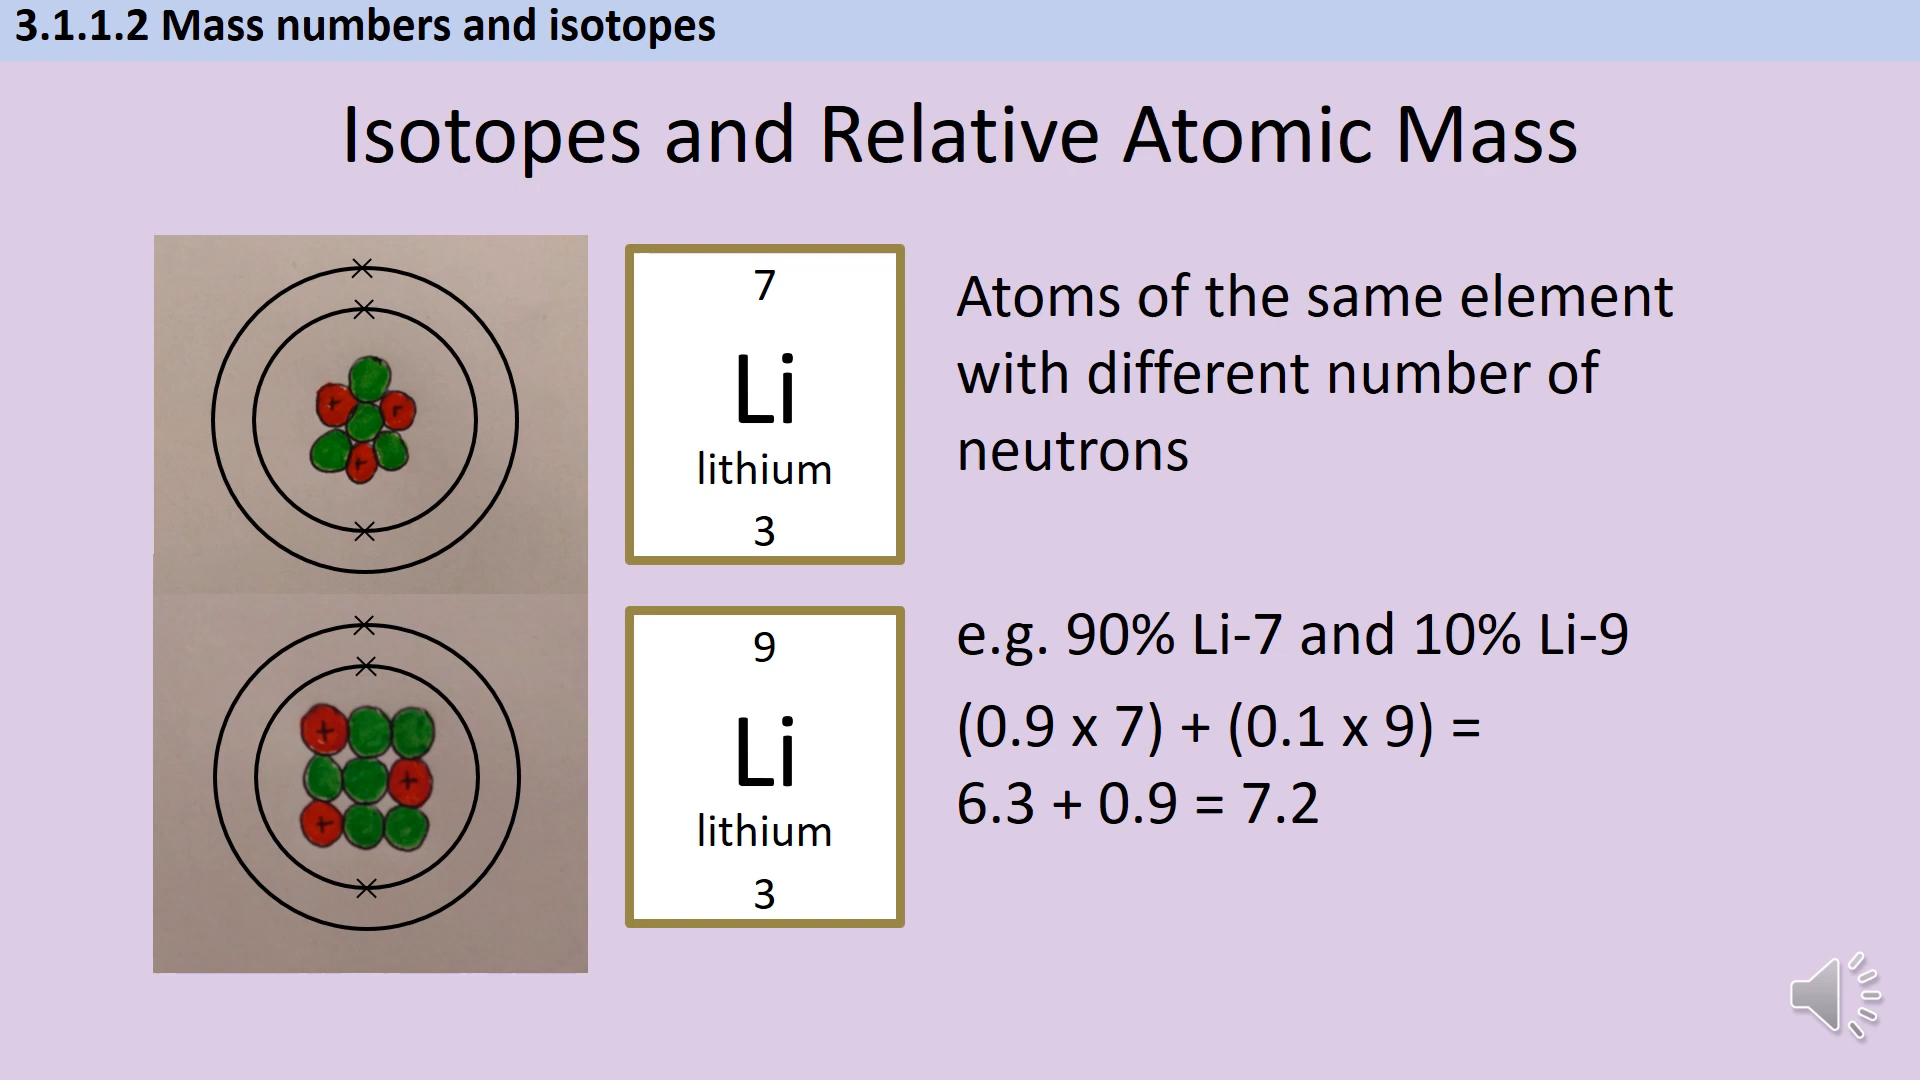 3.1.1.2 Mass numbers and isotopes
Isotopes and Relative Atomic Mass
7
Li
lithium
3
Atoms of the same element
with different number of
neutrons
9
Li
lithium
3
e.g. 90% Li-7 and 10% Li-9
(0.9 x 7) + (0.1 x 9) =
6.3 + 0.9 = 7.2